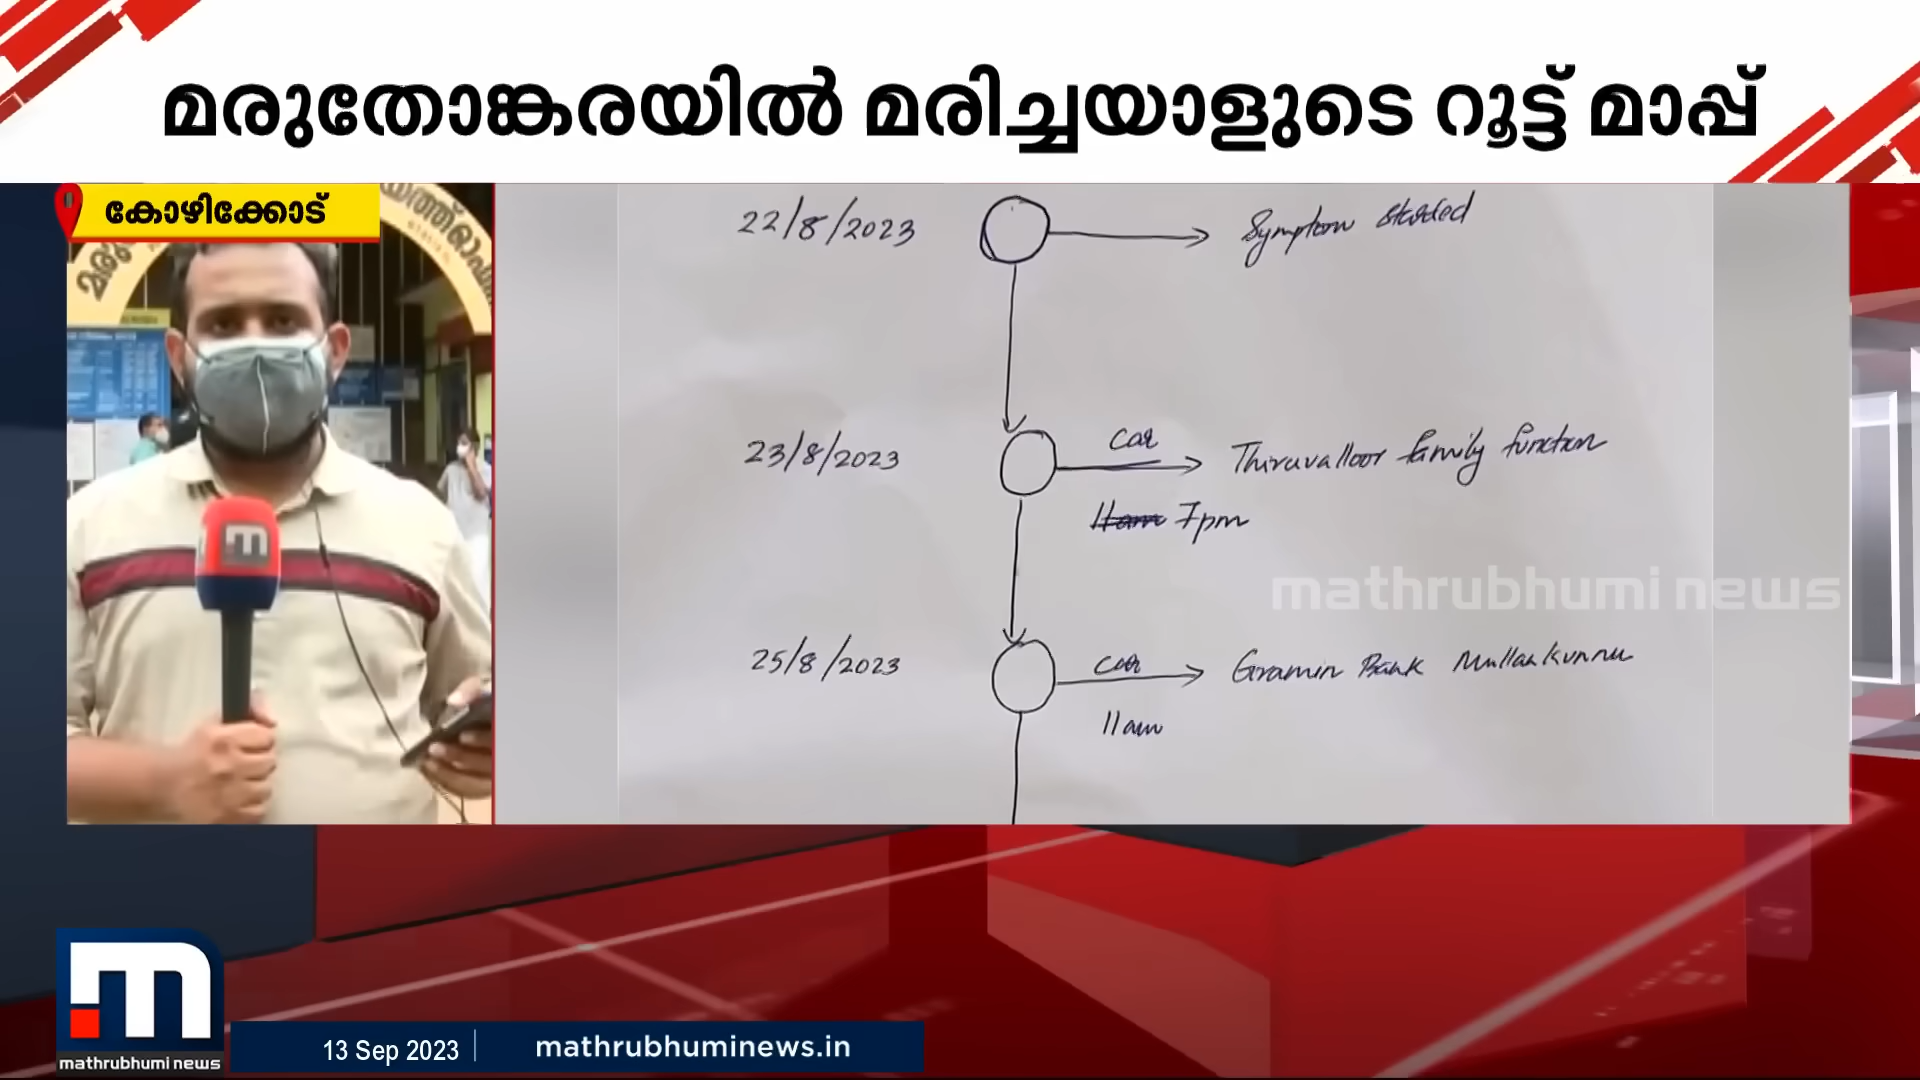 മരുതോങ്കരയിൽ മരിച്ചയാളുടെ റൂട്ട് മാപ്പ്
കോഴിക്കോട്
22/8/2023 Symptom started
23/8/2023 car Thiruvalloor family function
11am 7pm
mathrubhumi news
25/8/2023 car Gramin Bank Mullankunnu
11am
m
mathrubhumi news
13 Sep 2023
mathrubhuminews.in